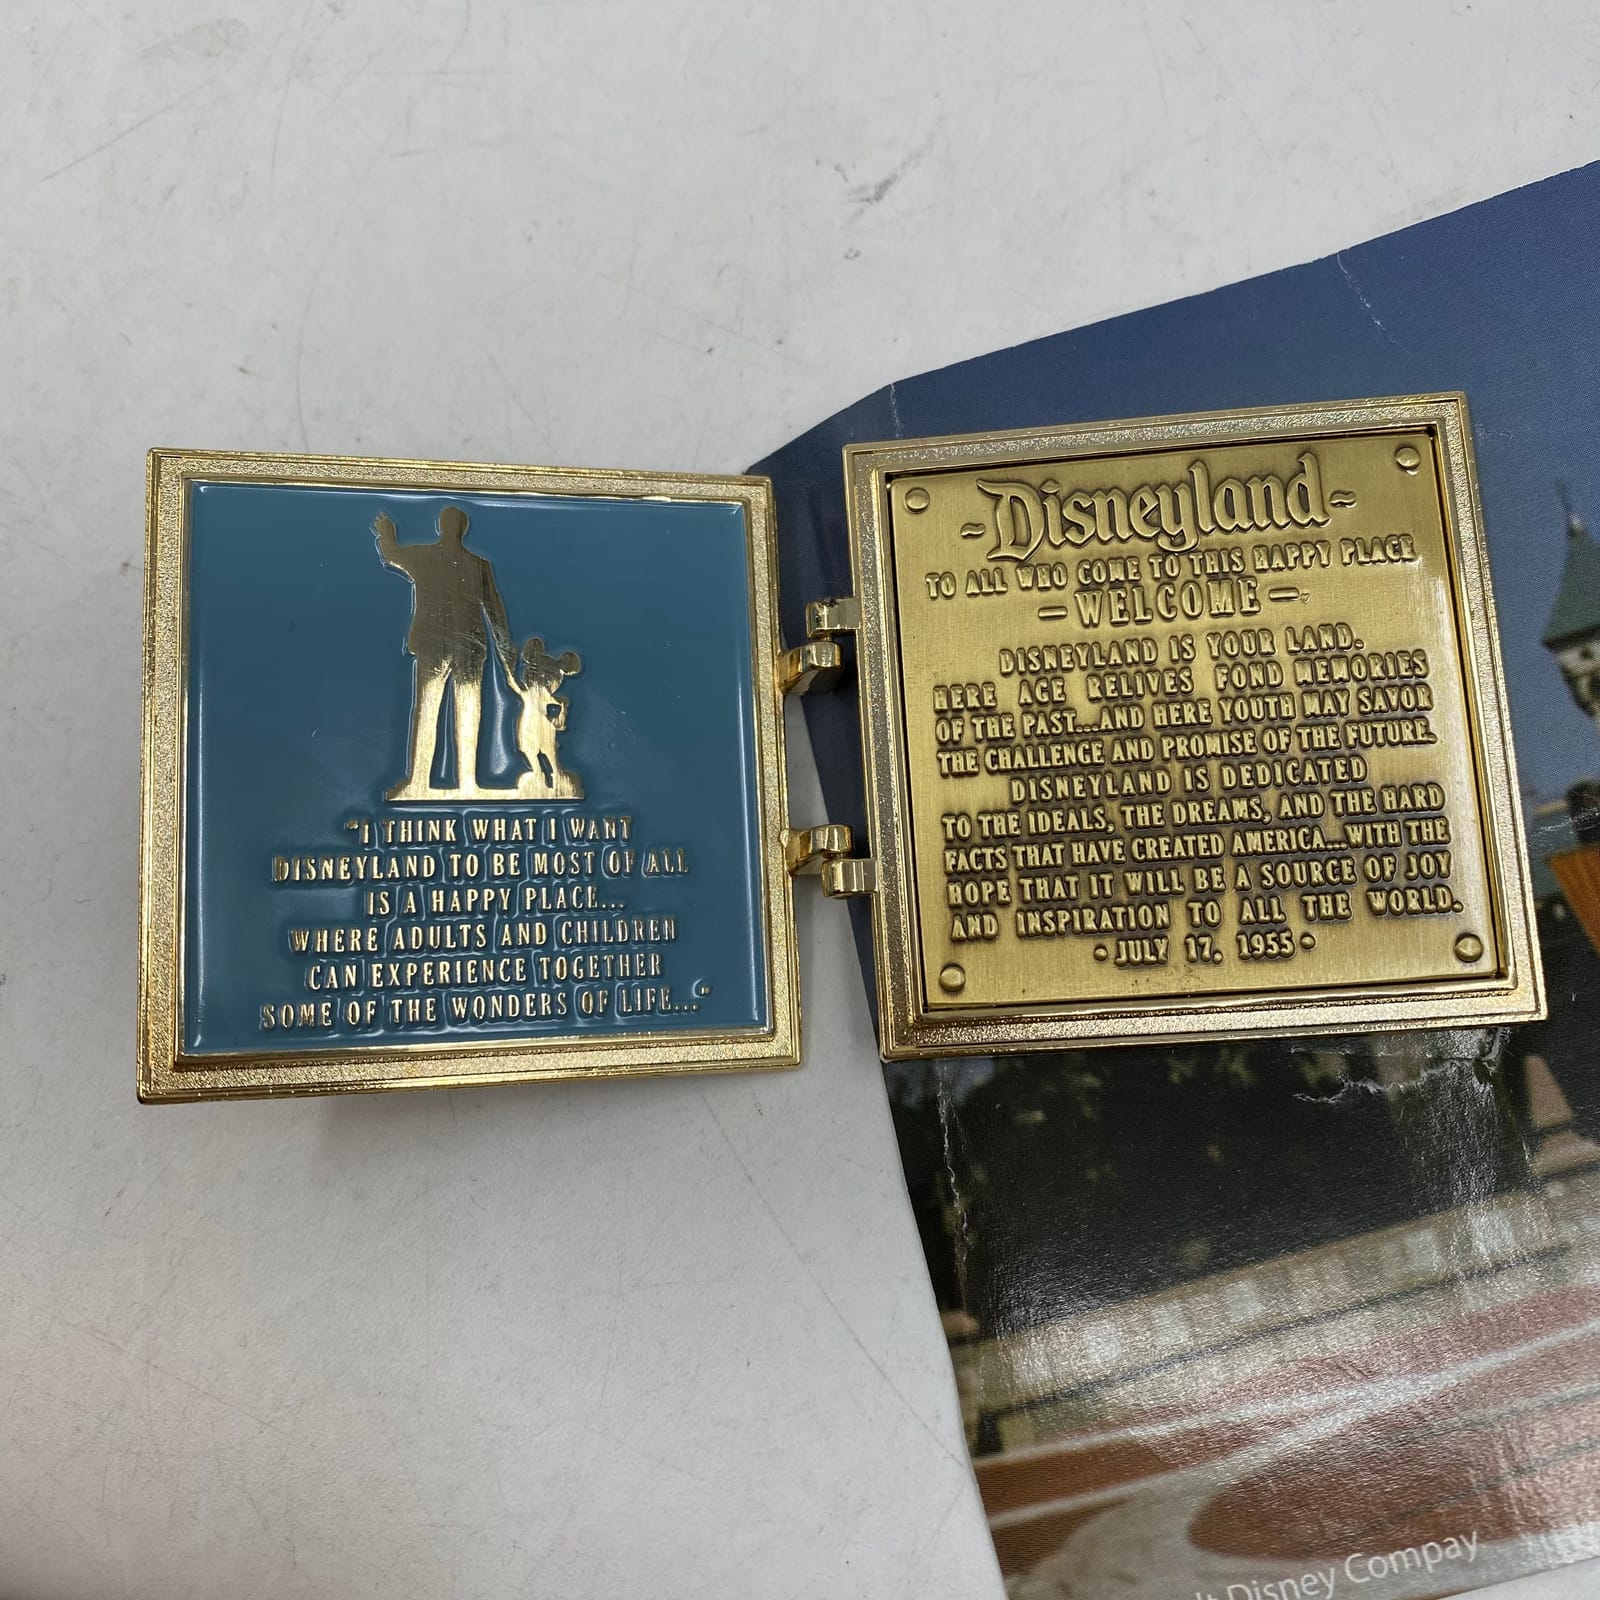 "I THINK WHAT I WANT
DISNEYLAND TO BE MOST OF ALL
IS A HAPPY PLACE...
WHERE ADULTS AND CHILDREN
CAN EXPERIENCE TOGETHER
SOME OF THE WONDERS OF LIFE..."
~Disneyland~
TO ALL WHO COME TO THIS HAPPY PLACE
—WELCOME—
DISNEYLAND IS YOUR LAND.
HERE AGE RELIVES FOND MEMORIES
OF THE PAST...AND HERE YOUTH MAY SAVOR
THE CHALLENGE AND PROMISE OF THE FUTURE.
DISNEYLAND IS DEDICATED
TO THE IDEALS, THE DREAMS, AND THE HARD
FACTS THAT HAVE CREATED AMERICA...WITH THE
HOPE THAT IT WILL BE A SOURCE OF JOY
AND INSPIRATION TO ALL THE WORLD.
• JULY 17, 1955 •
Disney Compay